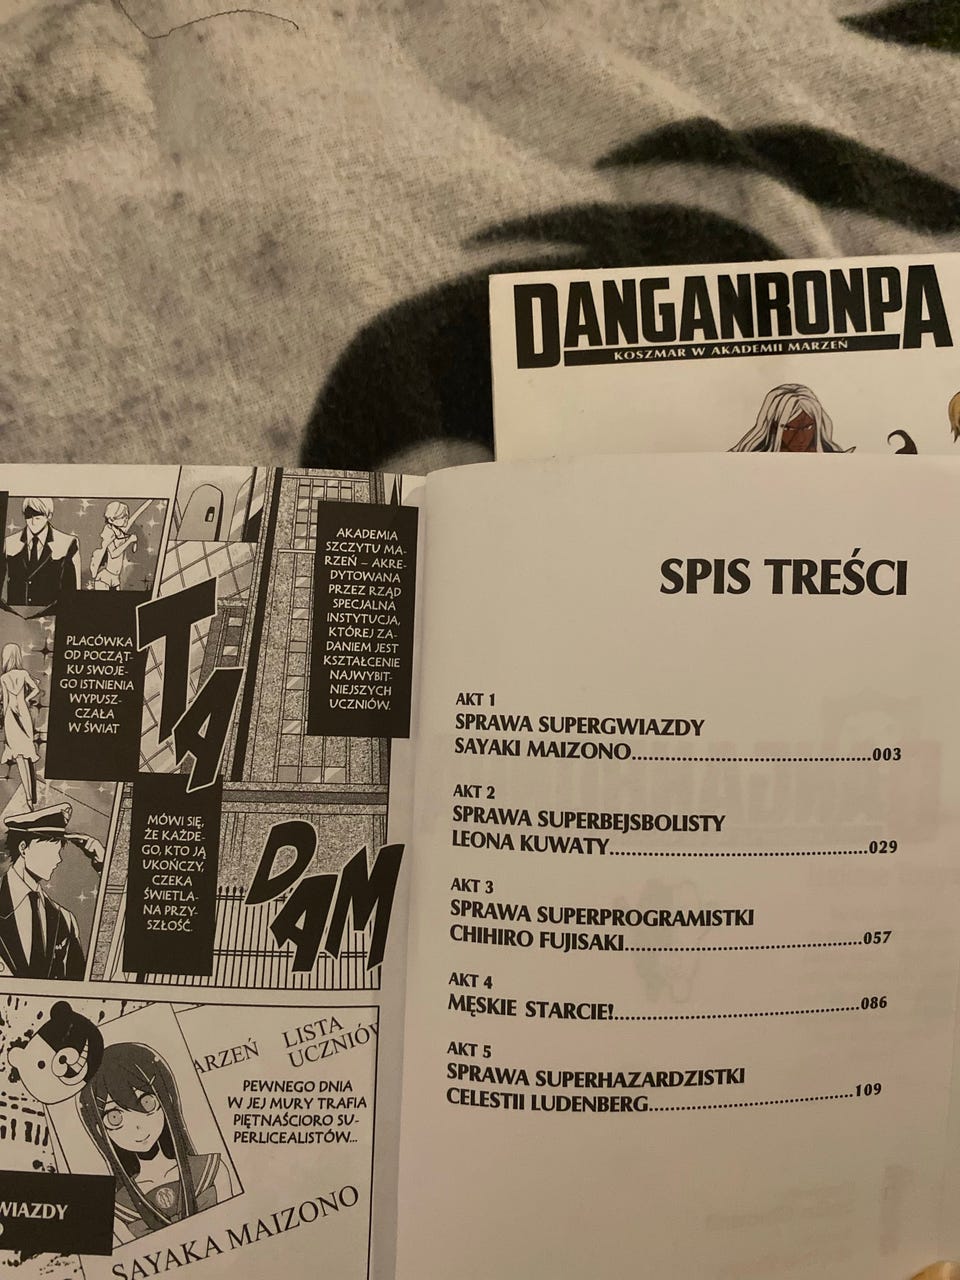 DANGANRONPA
KOSZMAR W AKADEMII MARZEŃ
AKADEMIA
SZCZYTU MA-
RZEŃ – AKRE-
DYTOWANA
PRZEZ RZĄD
SPECJALNA
INSTYTUCJA,
KTÓREJ ZA-
DANIEM JEST
KSZTAŁCENIE
NAJWYBIT-
NIEJSZYCH
UCZNIÓW.
TA
DAM
PLACÓWKA
OD POCZĄT-
KU SWOJE-
GO ISTNIENIA
WYPUSZ-
CZAŁA
W ŚWIAT
MÓWI SIĘ,
ŻE KAŻDE-
GO, KTO JĄ
UKOŃCZY,
CZEKA
ŚWIETLA-
NA PRZY-
SZŁOŚĆ.
ARZEŃ
LISTA
UCZNIÓW
PEWNEGO DNIA
W JEJ MURY TRAFIA
PIĘTNAŚCIORO SU-
PERLICEALISTÓW...
WIAZDY
O
SAYAKA MAIZONO
SPIS TREŚCI
AKT 1
SPRAWA SUPERGWIAZDY
SAYAKI MAIZONO..............................003
AKT 2
SPRAWA SUPERBEJSBOLISTY
LEONA KUWATY................................029
AKT 3
SPRAWA SUPERPROGRAMISTKI
CHIHIRO FUJISAKI..............................057
AKT 4
MĘSKIE STARCIE!...............................086
AKT 5
SPRAWA SUPERHAZARDZISTKI
CELESTII LUDENBERG.........................109